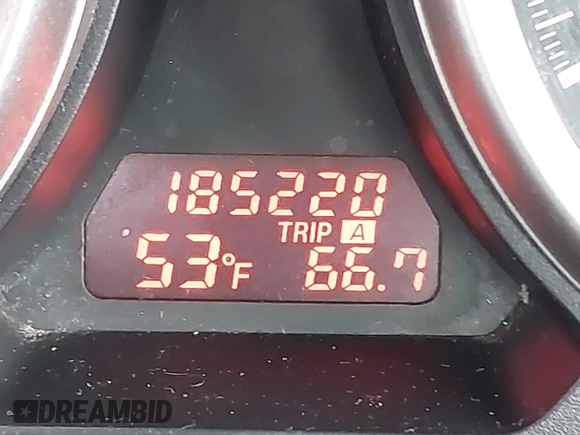 185220
TRIP A
53°F 66.7
DREAMBID